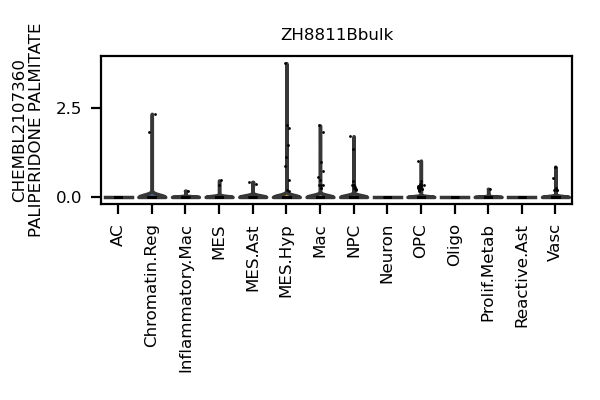 ZH8811Bbulk
CHEMBL2107360
PALIPERIDONE PALMITATE
2.5
0.0
AC
Chromatin.Reg
Inflammatory.Mac
MES
MES.Ast
MES.Hyp
Mac
NPC
Neuron
OPC
Oligo
Prolif.Metab
Reactive.Ast
Vasc